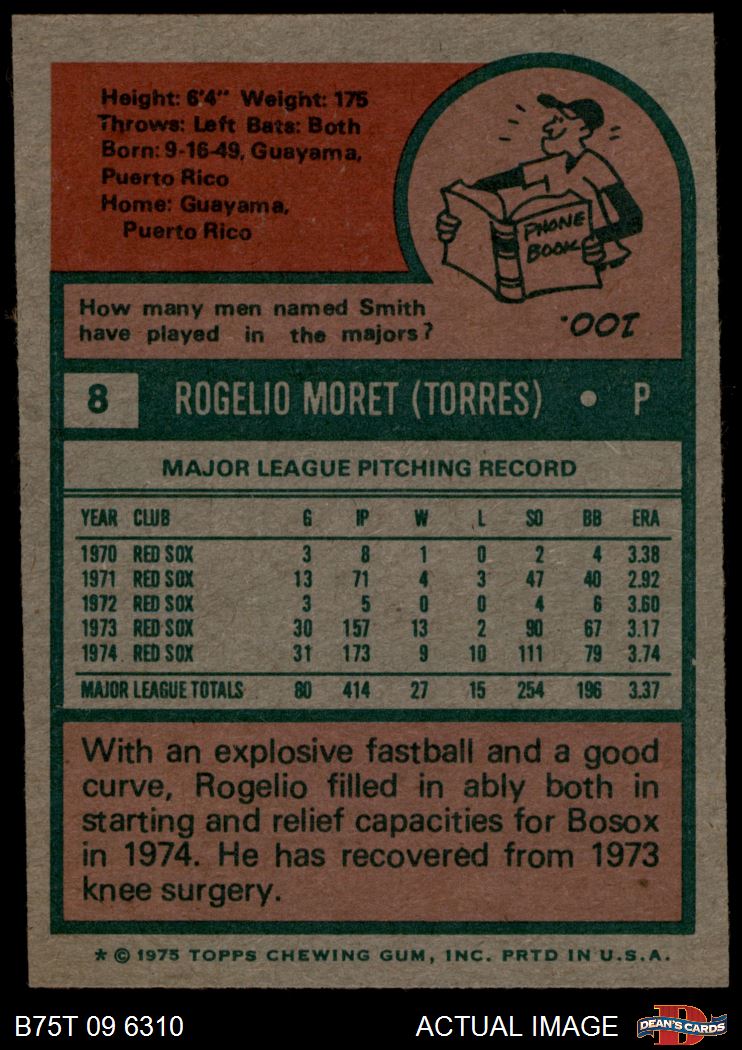 Height: 6'4" Weight: 175
Throws: Left Bats: Both
Born: 9-16-49, Guayama,
Puerto Rico
Home: Guayama,
Puerto Rico
PHONE
BOOK
How many men named Smith
have played in the majors?
.001
8 ROGELIO MORET (TORRES) • P
MAJOR LEAGUE PITCHING RECORD
YEAR CLUB G IP W L SO BB ERA
1970 RED SOX 3 8 1 0 2 4 3.38
1971 RED SOX 13 71 4 3 47 40 2.92
1972 RED SOX 3 5 0 0 4 6 3.60
1973 RED SOX 30 157 13 2 90 67 3.17
1974 RED SOX 31 173 9 10 111 79 3.74
MAJOR LEAGUE TOTALS 80 414 27 15 254 196 3.37
With an explosive fastball and a good
curve, Rogelio filled in ably both in
starting and relief capacities for Bosox
in 1974. He has recovered from 1973
knee surgery.
* © 1975 TOPPS CHEWING GUM, INC. PRTD IN U.S.A.
B75T 09 6310 ACTUAL IMAGE DEAN'S CARDS